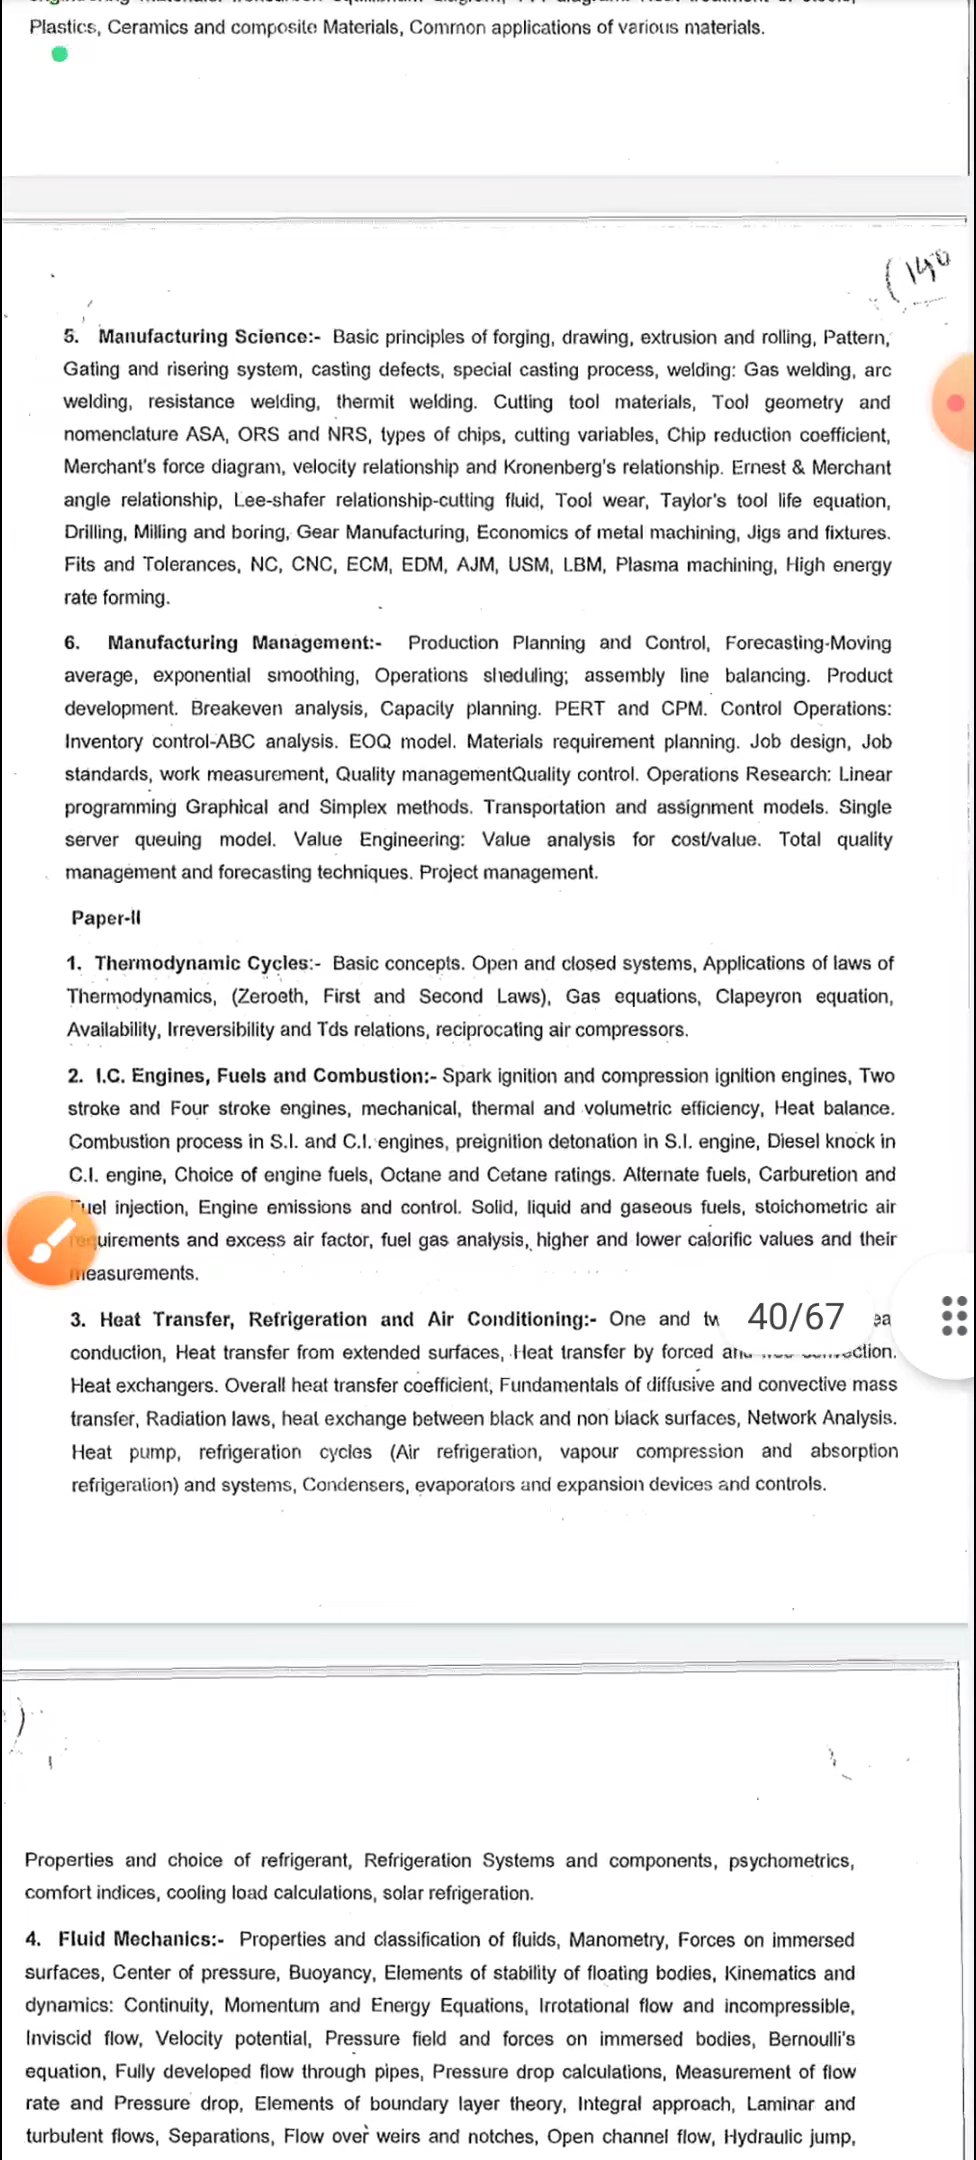 Plastics, Ceramics and composite Materials, Common applications of various materials.
(140
5. Manufacturing Science:- Basic principles of forging, drawing, extrusion and rolling, Pattern,
Gating and risering system, casting defects, special casting process, welding: Gas welding, arc
welding, resistance welding, thermit welding. Cutting tool materials, Tool geometry and
nomenclature ASA, ORS and NRS, types of chips, cutting variables, Chip reduction coefficient,
Merchant's force diagram, velocity relationship and Kronenberg's relationship. Ernest & Merchant
angle relationship, Lee-shafer relationship-cutting fluid, Tool wear, Taylor's tool life equation,
Drilling, Milling and boring, Gear Manufacturing, Economics of metal machining, Jigs and fixtures.
Fits and Tolerances, NC, CNC, ECM, EDM, AJM, USM, LBM, Plasma machining, High energy
rate forming.
6. Manufacturing Management:- Production Planning and Control, Forecasting-Moving
average, exponential smoothing, Operations sheduling; assembly line balancing. Product
development. Breakeven analysis, Capacity planning. PERT and CPM. Control Operations:
Inventory control-ABC analysis. EOQ model. Materials requirement planning. Job design, Job
standards, work measurement, Quality managementQuality control. Operations Research: Linear
programming Graphical and Simplex methods. Transportation and assignment models. Single
server queuing model. Value Engineering: Value analysis for cost/value. Total quality
management and forecasting techniques. Project management.
Paper-II
1. Thermodynamic Cycles:- Basic concepts. Open and closed systems, Applications of laws of
Thermodynamics, (Zeroeth, First and Second Laws), Gas equations, Clapeyron equation,
Availability, Irreversibility and Tds relations, reciprocating air compressors.
2. I.C. Engines, Fuels and Combustion:- Spark ignition and compression ignition engines, Two
stroke and Four stroke engines, mechanical, thermal and volumetric efficiency, Heat balance.
Combustion process in S.I. and C.I. engines, preignition detonation in S.I. engine, Diesel knock in
C.I. engine, Choice of engine fuels, Octane and Cetane ratings. Alternate fuels, Carburetion and
injection, Engine emissions and control. Solid, liquid and gaseous fuels, stoichometric air
and excess air factor, fuel gas analysis, higher and lower calorific values and their
measurements.
3. Heat Transfer, Refrigeration and Air Conditioning:- One and 40/67
conduction, Heat transfer from extended surfaces, Heat transfer by forced
Heat exchangers. Overall heat transfer coefficient, Fundamentals of diffusive and convective mass
transfer, Radiation laws, heat exchange between black and non black surfaces, Network Analysis.
Heat pump, refrigeration cycles (Air refrigeration, vapour compression and absorption
refrigeration) and systems, Condensers, evaporators and expansion devices and controls.
Properties and choice of refrigerant, Refrigeration Systems and components, psychometrics,
comfort indices, cooling load calculations, solar refrigeration.
4. Fluid Mechanics:- Properties and classification of fluids, Manometry, Forces on immersed
surfaces, Center of pressure, Buoyancy, Elements of stability of floating bodies, Kinematics and
dynamics: Continuity, Momentum and Energy Equations, Irrotational flow and incompressible,
Inviscid flow, Velocity potential, Pressure field and forces on immersed bodies, Bernoulli's
equation, Fully developed flow through pipes, Pressure drop calculations, Measurement of flow
rate and Pressure drop, Elements of boundary layer theory, Integral approach, Laminar and
turbulent flows, Separations, Flow over weirs and notches, Open channel flow, Hydraulic jump,